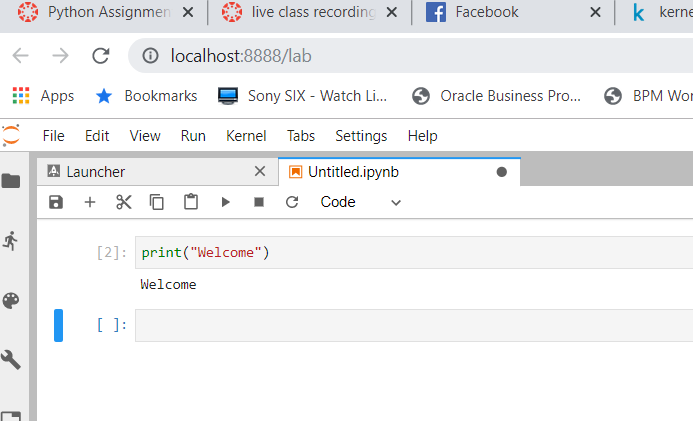 Python Assignmen
live class recording
Facebook
kerne
localhost:8888/lab
Apps
Bookmarks
Sony SIX - Watch Li...
Oracle Business Pro...
BPM Wor
File
Edit
View
Run
Kernel
Tabs
Settings
Help
Launcher
Untitled.ipynb
Code
[2]: print("Welcome")
Welcome
[ ]: